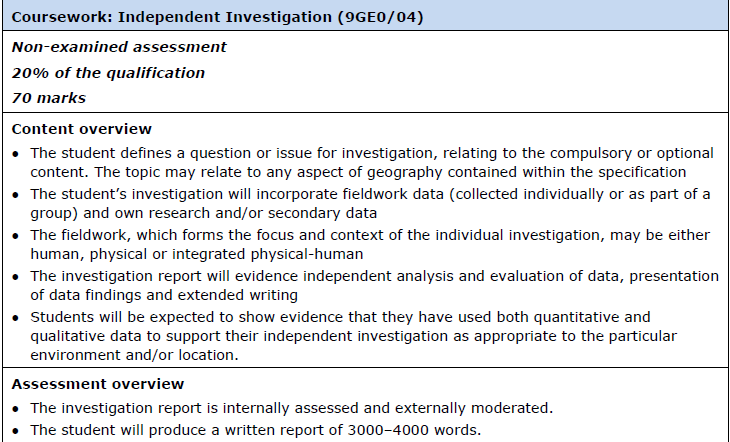 Coursework: Independent Investigation (9GE0/04)
Non-examined assessment
20% of the qualification
70 marks
Content overview
● The student defines a question or issue for investigation, relating to the compulsory or optional
content. The topic may relate to any aspect of geography contained within the specification
● The student's investigation will incorporate fieldwork data (collected individually or as part of a
group) and own research and/or secondary data
● The fieldwork, which forms the focus and context of the individual investigation, may be either
human, physical or integrated physical-human
● The investigation report will evidence independent analysis and evaluation of data, presentation
of data findings and extended writing
● Students will be expected to show evidence that they have used both quantitative and
qualitative data to support their independent investigation as appropriate to the particular
environment and/or location.
Assessment overview
● The investigation report is internally assessed and externally moderated.
● The student will produce a written report of 3000–4000 words.